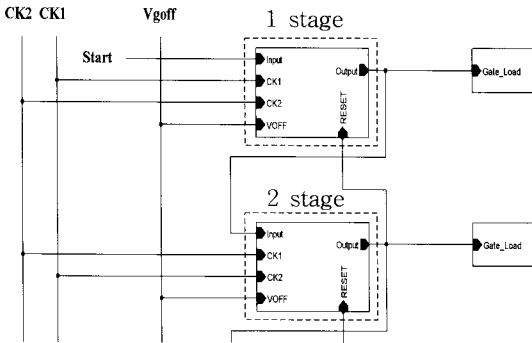 CK2 CK1 Vgoff
1 stage
Start
Input
CK1
CK2
VOFF
Output
RESET
Gate_Load
2 stage
Input
CK1
CK2
VOFF
Output
RESET
Gate_Load